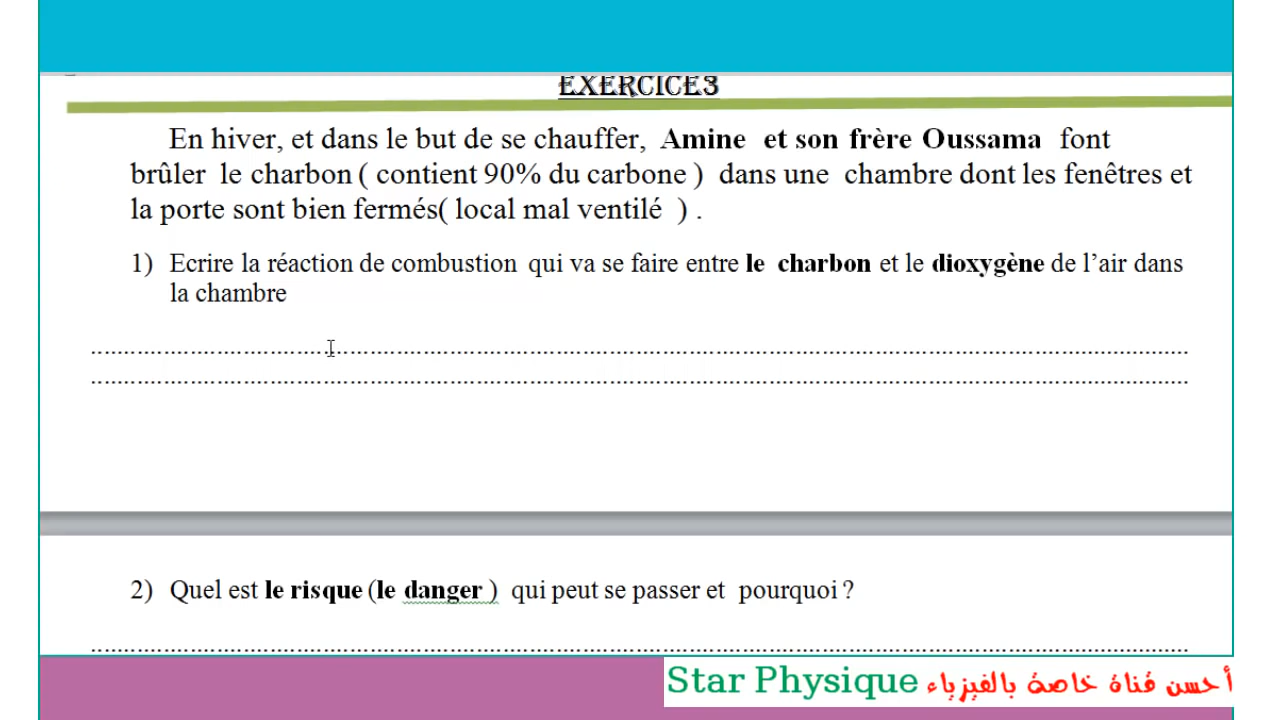 EXERCICE3
En hiver, et dans le but de se chauffer, Amine et son frère Oussama font
brûler le charbon ( contient 90% du carbone ) dans une chambre dont les fenêtres et
la porte sont bien fermés( local mal ventilé ) .
1) Ecrire la réaction de combustion qui va se faire entre le charbon et le dioxygène de l'air dans
la chambre
................................................................................
................................................................................
2) Quel est le risque (le danger ) qui peut se passer et pourquoi ?
................................................................................
Star Physique أحسن قناة خاصة بالفيزياء